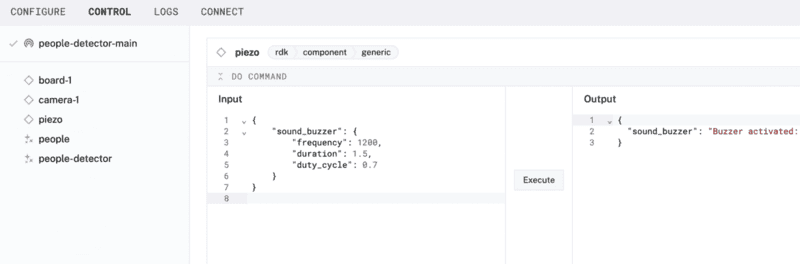 CONFIGURE CONTROL LOGS CONNECT
people-detector-main
board-1
camera-1
piezo
people
people-detector
piezo rdk component generic
DO COMMAND
Input
1 {
2 "sound_buzzer": {
3 "frequency": 1200,
4 "duration": 1.5,
5 "duty_cycle": 0.7
6 }
7 }
8
Execute
Output
1 {
2 "sound_buzzer": "Buzzer activated:
3 }